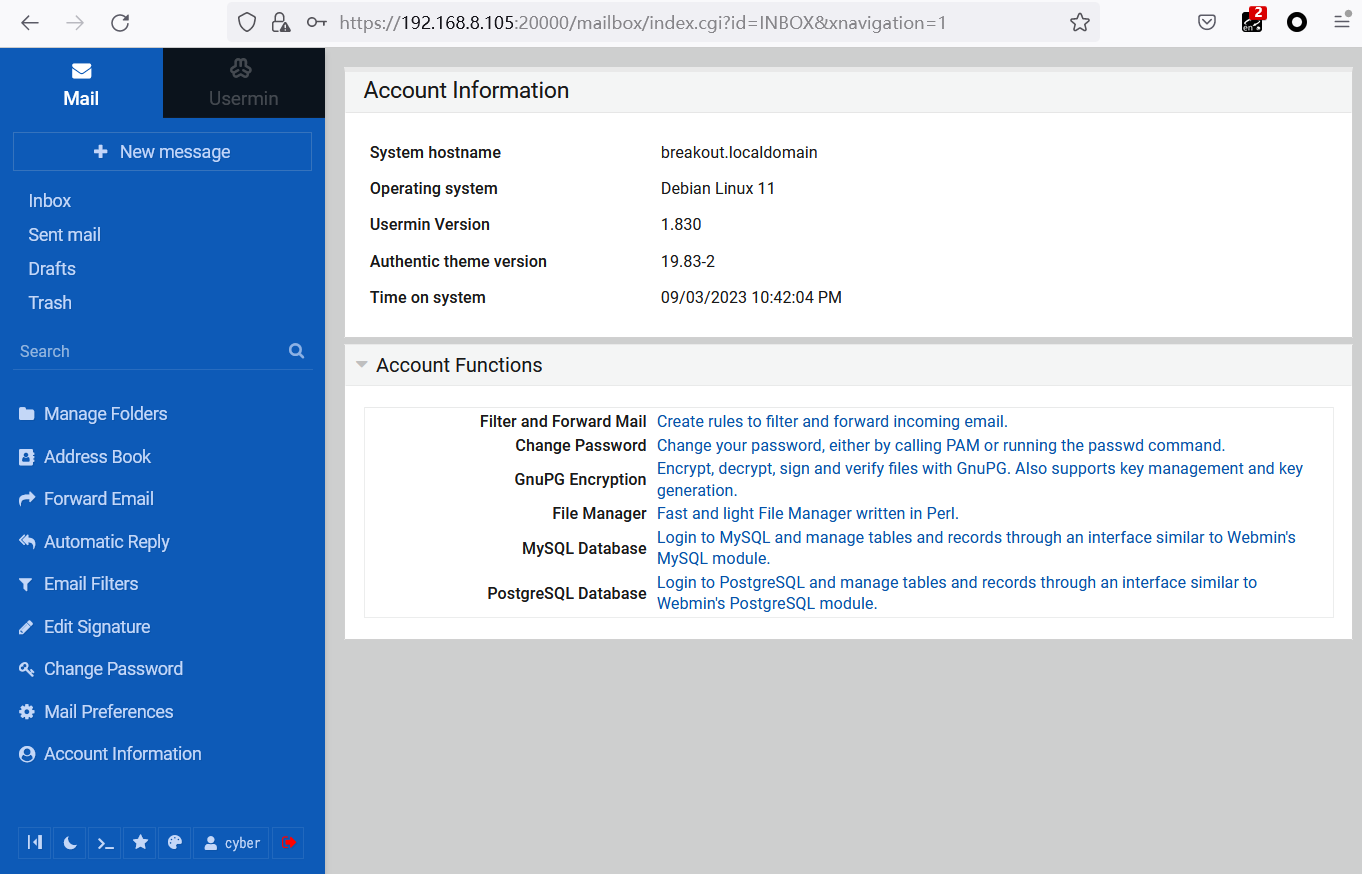 https://192.168.8.105:20000/mailbox/index.cgi?id=INBOX&xnavigation=1
2
en
Mail
Usermin
New message
Inbox
Sent mail
Drafts
Trash
Search
Manage Folders
Address Book
Forward Email
Automatic Reply
Email Filters
Edit Signature
Change Password
Mail Preferences
Account Information
cyber
Account Information
System hostname breakout.localdomain
Operating system Debian Linux 11
Usermin Version 1.830
Authentic theme version 19.83-2
Time on system 09/03/2023 10:42:04 PM
Account Functions
Filter and Forward Mail Create rules to filter and forward incoming email.
Change Password Change your password, either by calling PAM or running the passwd command.
GnuPG Encryption Encrypt, decrypt, sign and verify files with GnuPG. Also supports key management and key
generation.
File Manager Fast and light File Manager written in Perl.
MySQL Database Login to MySQL and manage tables and records through an interface similar to Webmin's
MySQL module.
PostgreSQL Database Login to PostgreSQL and manage tables and records through an interface similar to
Webmin's PostgreSQL module.